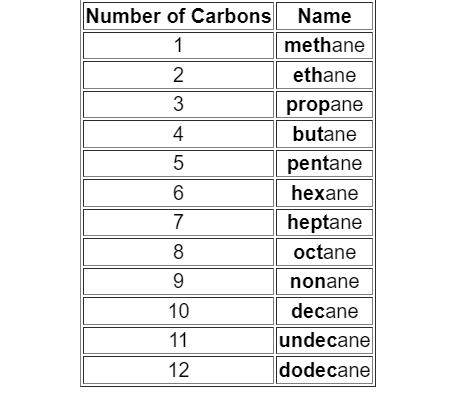 Number of Carbons Name
1 methane
2 ethane
3 propane
4 butane
5 pentane
6 hexane
7 heptane
8 octane
9 nonane
10 decane
11 undecane
12 dodecane